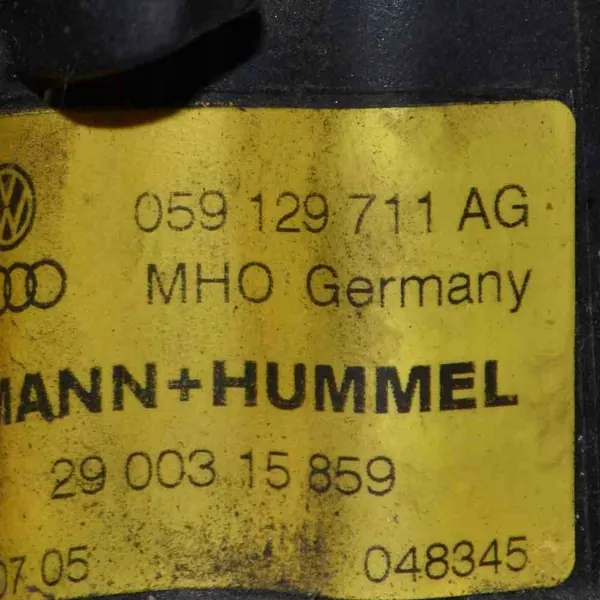 059 129 711 AG
MHO Germany
MANN+HUMMEL
29 003 15 859
07 05
048345